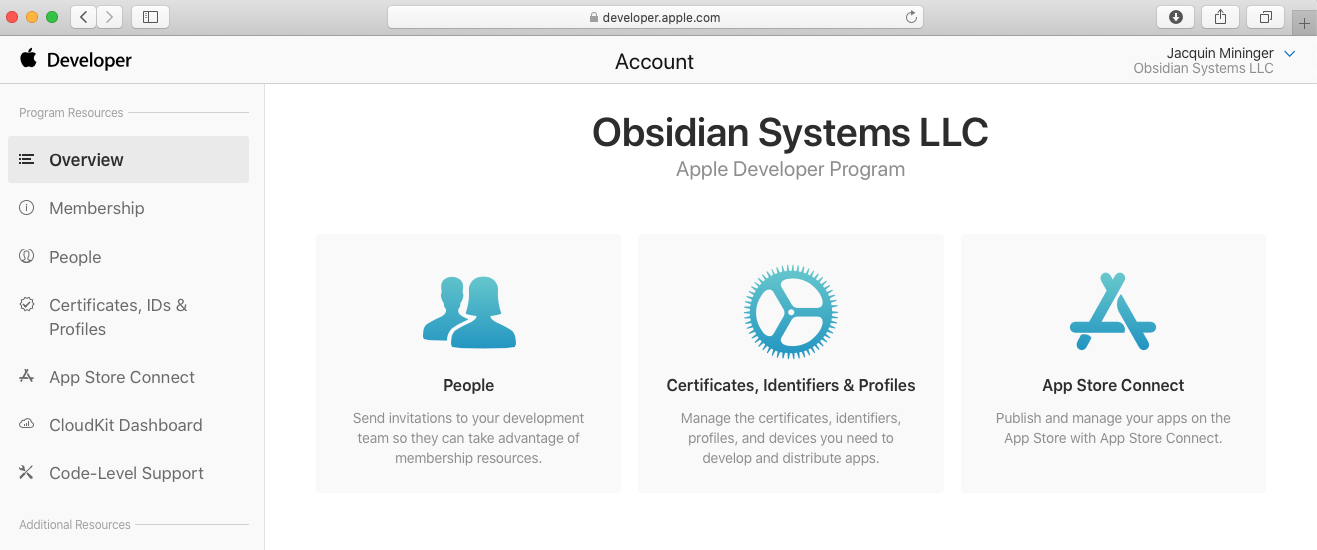 developer.apple.com
Developer
Account
Jacquin Mininger
Obsidian Systems LLC
Program Resources
Overview
Membership
People
Certificates, IDs &
Profiles
App Store Connect
CloudKit Dashboard
Code-Level Support
Additional Resources
Obsidian Systems LLC
Apple Developer Program
People
Send invitations to your development
team so they can take advantage of
membership resources.
Certificates, Identifiers & Profiles
Manage the certificates, identifiers,
profiles, and devices you need to
develop and distribute apps.
App Store Connect
Publish and manage your apps on the
App Store with App Store Connect.